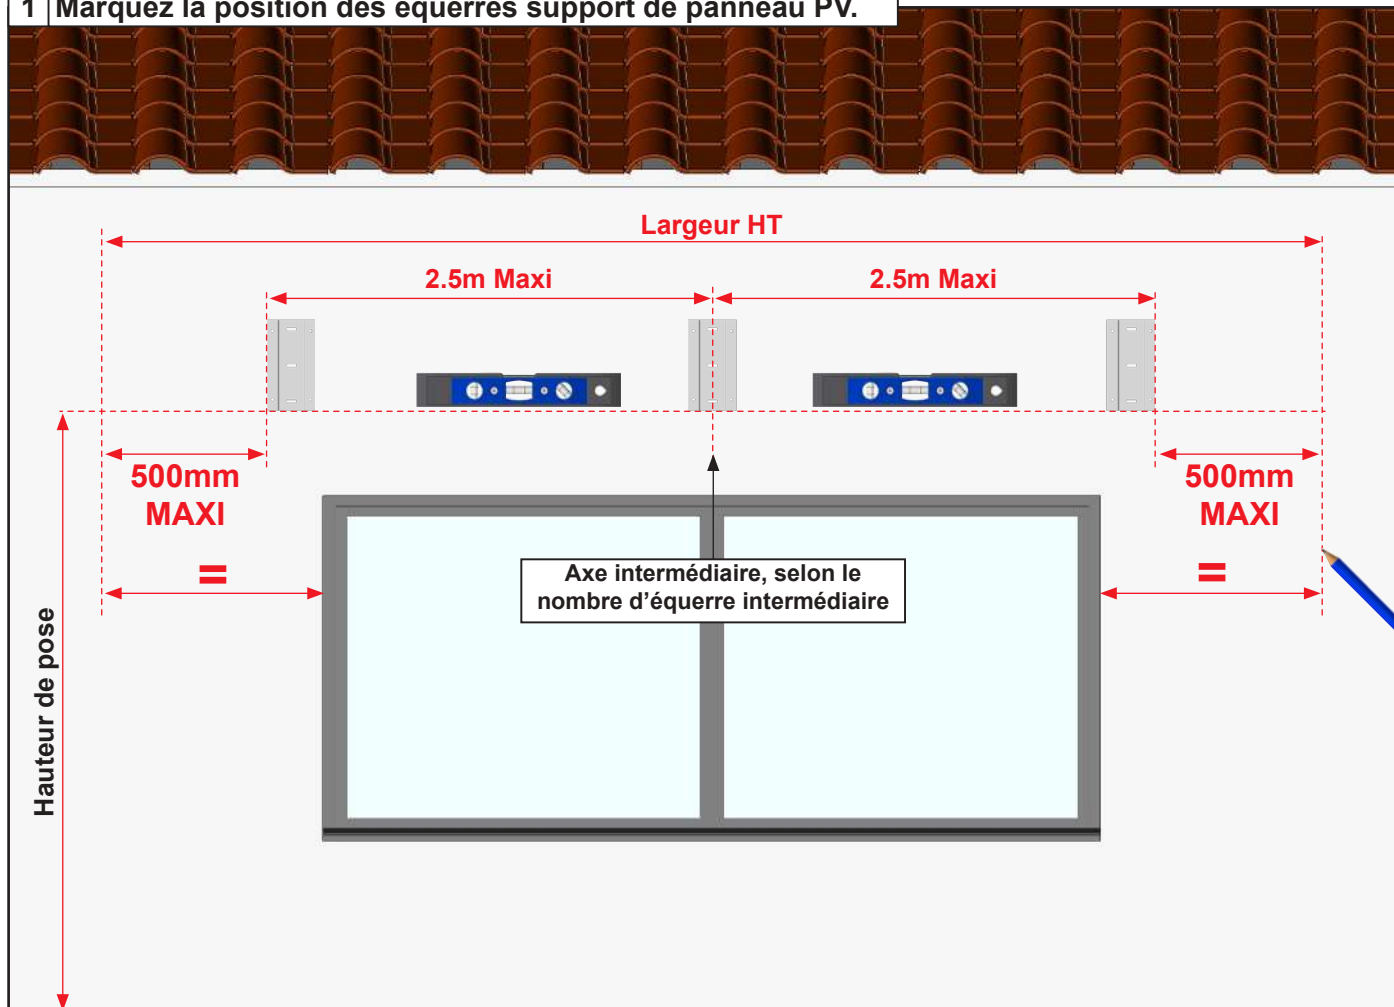 1 Marquez la position des équerres support de panneau PV.
Largeur HT
2.5m Maxi
2.5m Maxi
500mm
MAXI
500mm
MAXI
=
=
Axe intermédiaire, selon le
nombre d'équerre intermédiaire
Hauteur de pose